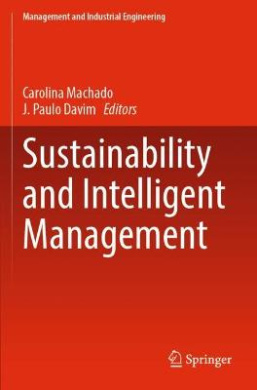 Management and Industrial Engineering
Carolina Machado
J. Paulo Davim Editors
Sustainability
and Intelligent
Management
Springer